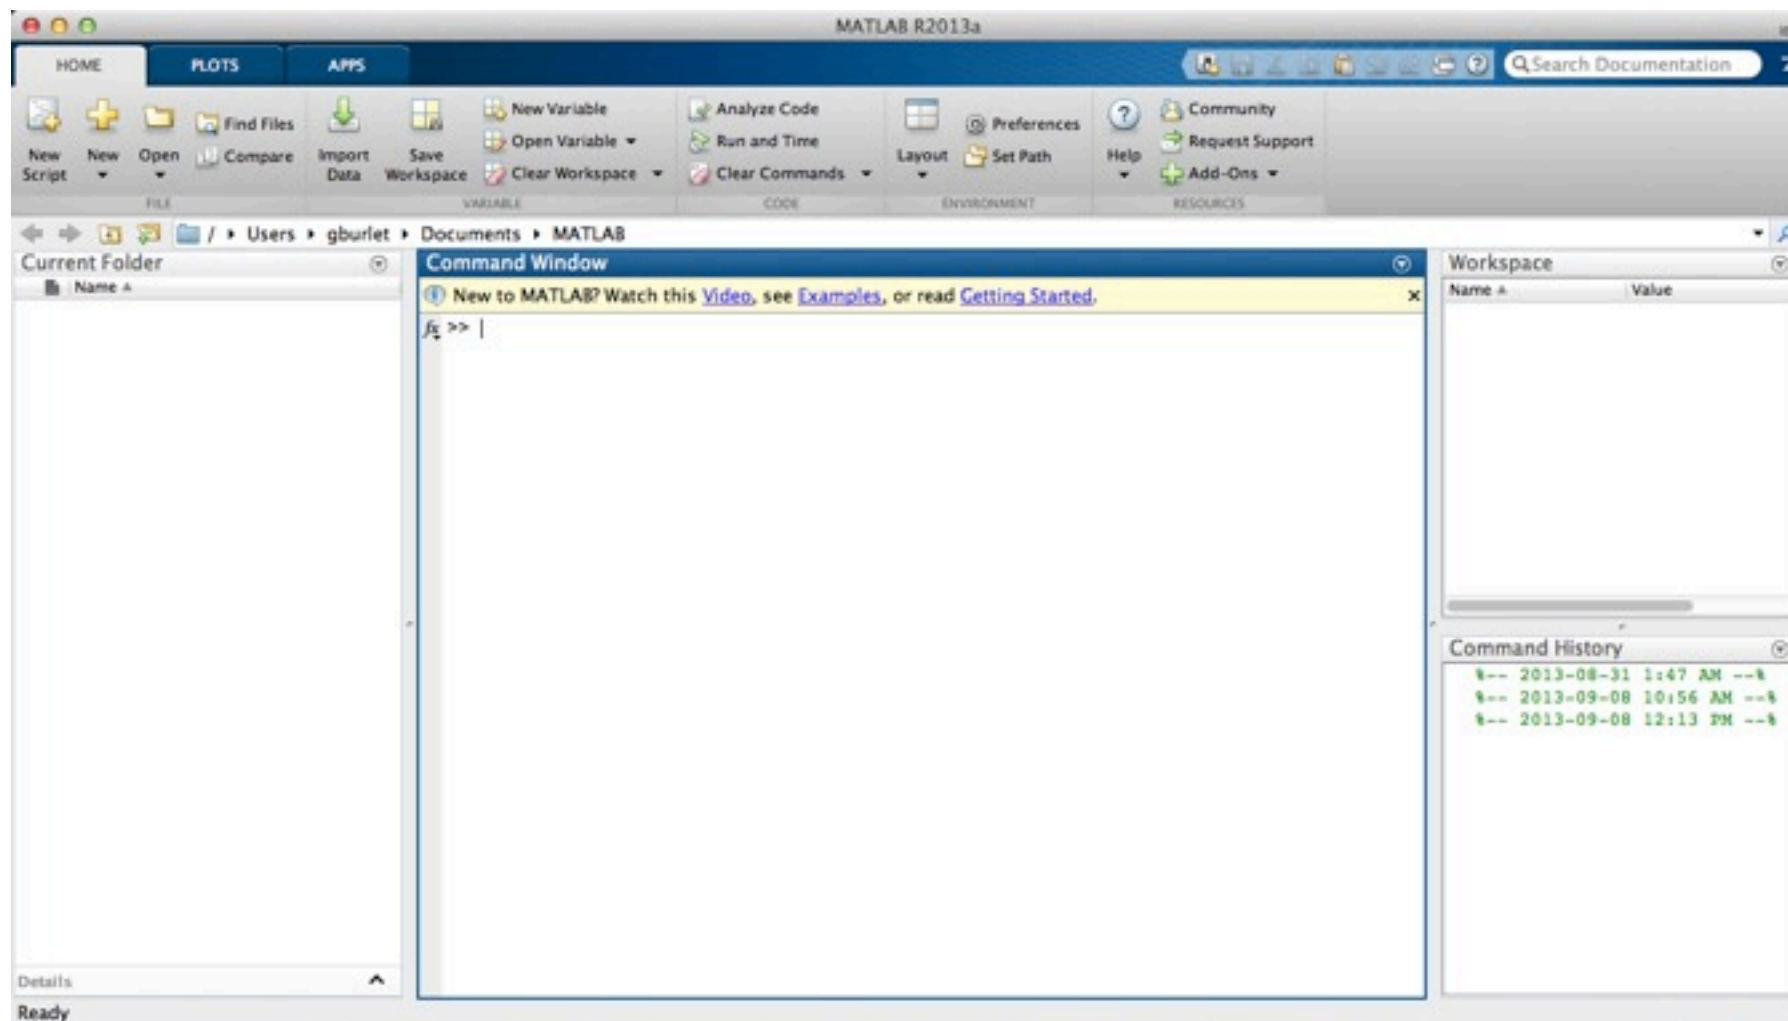 MATLAB R2013a
HOME PLOTS APPS
Search Documentation
New Script
New
Open
Find Files
Compare
Import Data
Save Workspace
New Variable
Open Variable
Clear Workspace
Analyze Code
Run and Time
Clear Commands
Layout
Preferences
Set Path
Help
Community
Request Support
Add-Ons
FILE VARIABLE CODE ENVIRONMENT RESOURCES
/ Users gburlet Documents MATLAB
Current Folder
Name
Command Window
New to MATLAB? Watch this Video, see Examples, or read Getting Started.
fx >>
Workspace
Name Value
Command History
%-- 2013-08-31 1:47 AM --%
%-- 2013-09-08 10:56 AM --%
%-- 2013-09-08 12:13 PM --%
Details
Ready